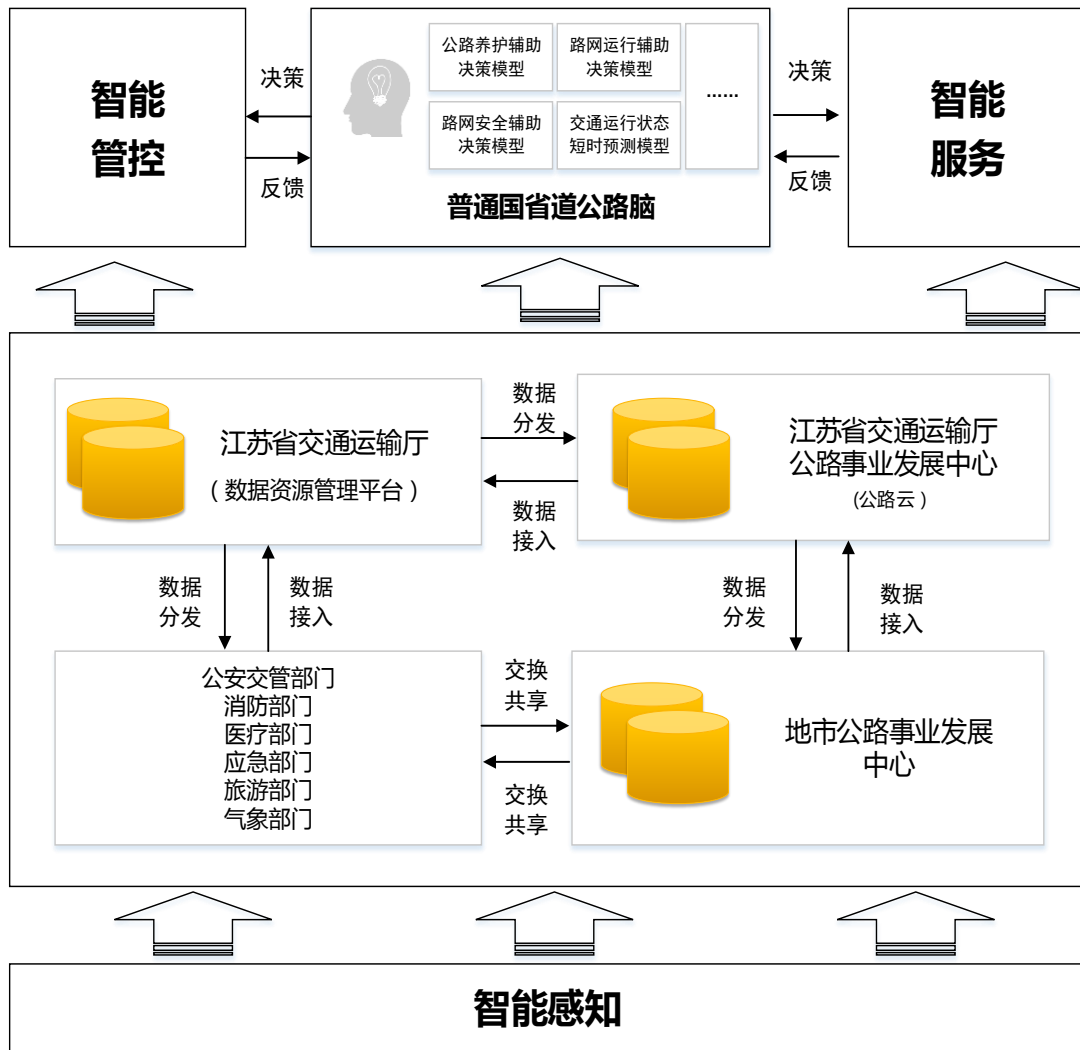 智能
管控
决策
反馈
公路养护辅助
决策模型
路网运行辅助
决策模型
路网安全辅助
决策模型
交通运行状态
短时预测模型
......
普通国省道公路脑
决策
反馈
智能
服务
江苏省交通运输厅
（数据资源管理平台）
数据
分发
数据
接入
江苏省交通运输厅
公路事业发展中心
(公路云）
数据
分发
数据
接入
数据
分发
数据
接入
公安交管部门
消防部门
医疗部门
应急部门
旅游部门
气象部门
交换
共享
交换
共享
地市公路事业发展
中心
智能感知